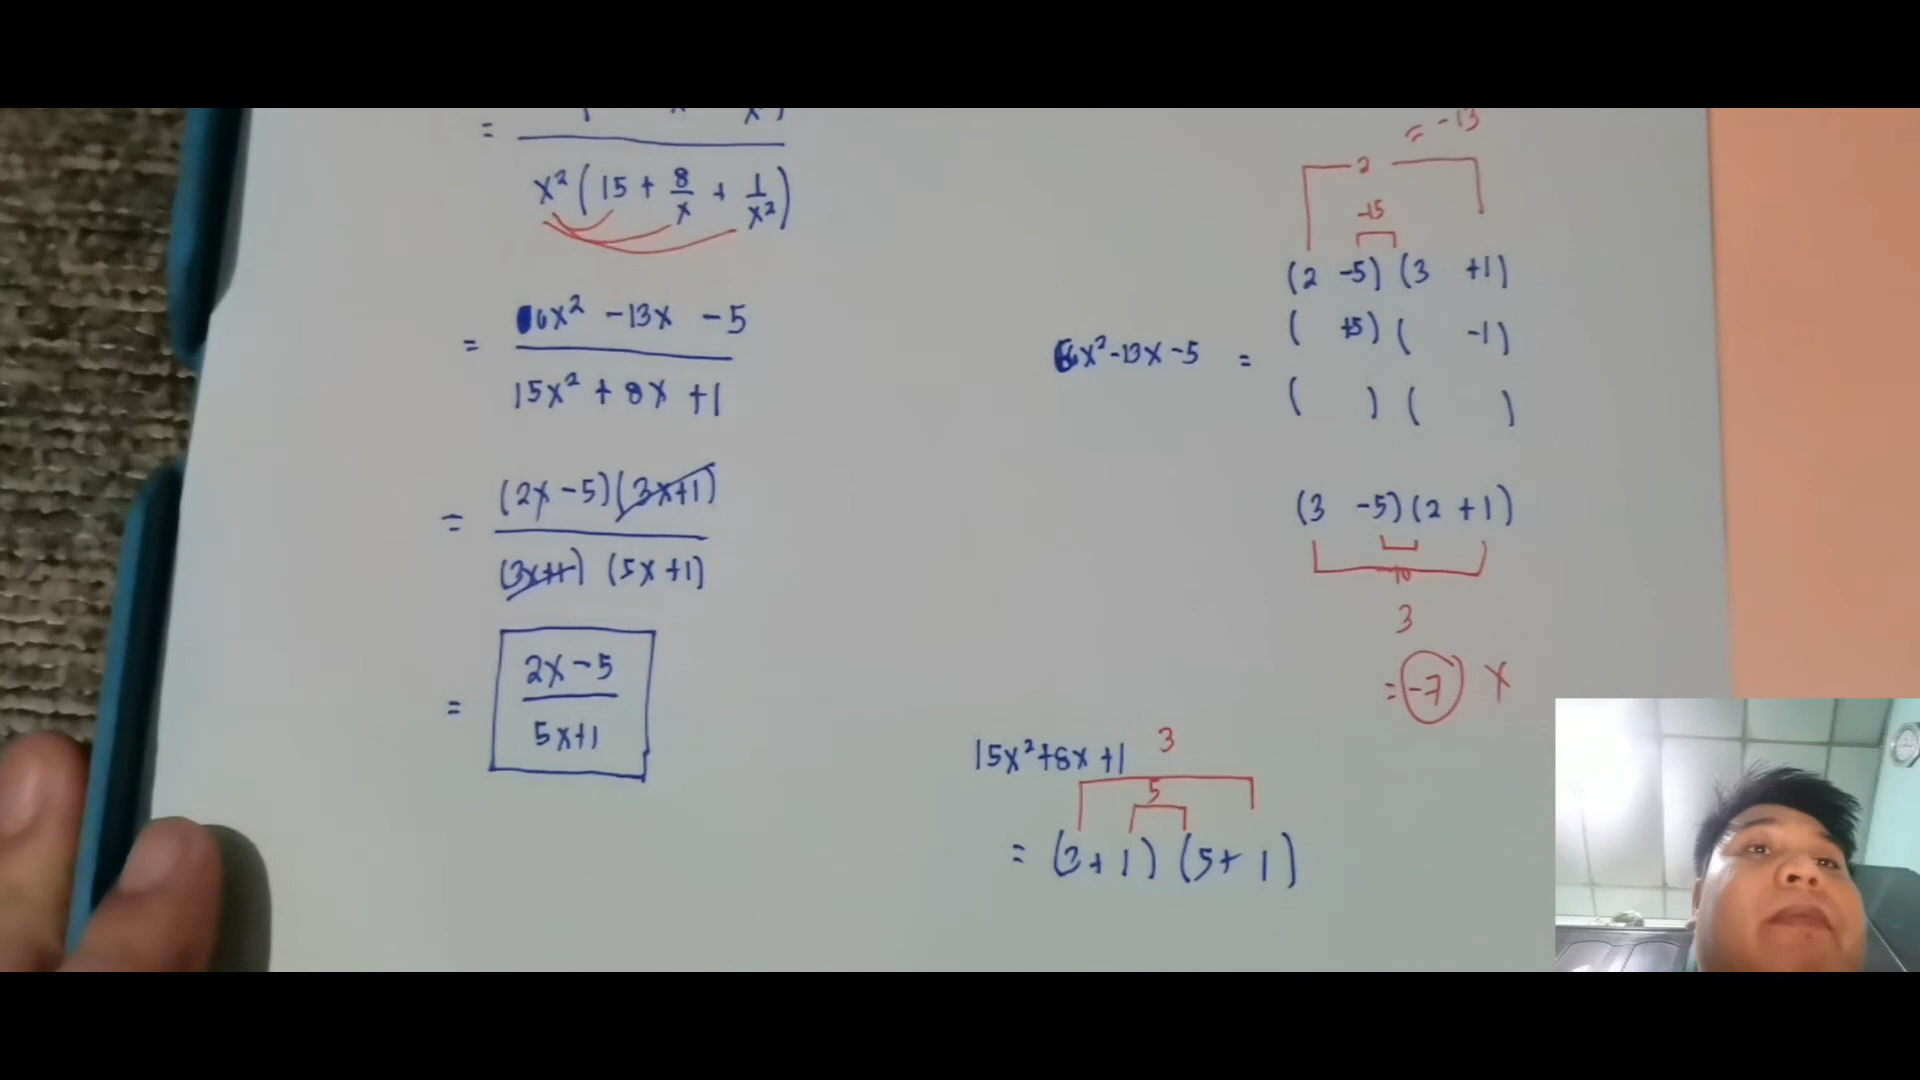 =
x² ( 15 + 8/x + 1/x² )
= 6x² - 13x - 5
15x² + 8x + 1
= (2x - 5)(3x+1)
(3x+1) (5x+1)
= 2x - 5
5x+1
= -13
2
-15
(2 -5) (3 +1)
( +5) ( -1)
6x² - 13x - 5 =
( ) ( )
(3 -5) (2 +1)
-10
3
= -7 X
15x² + 8x + 1
3
5
= (3 + 1) (5 + 1)